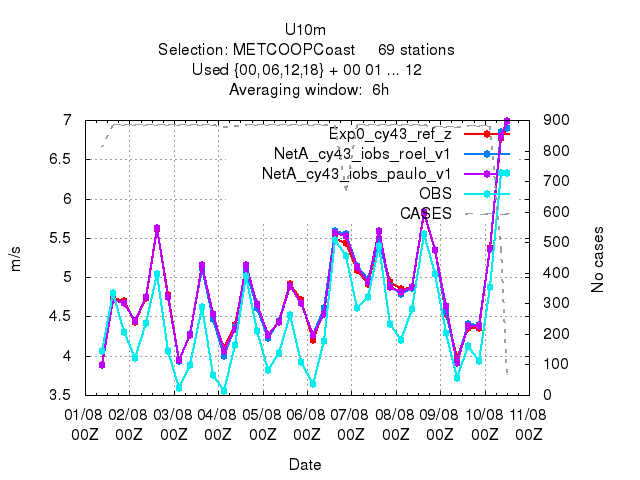 U10m
Selection: METCOOPCoast 69 stations
Used {00,06,12,18} + 00 01 ... 12
Averaging window: 6h
Exp0_cy43_ref_z
NetA_cy43_iobs_roel_v1
NetA_cy43_iobs_paulo_v1
OBS
CASES
7
6.5
6
5.5
5
4.5
4
3.5
m/s
900
800
700
600
500
400
300
200
100
0
No cases
01/08 02/08 03/08 04/08 05/08 06/08 07/08 08/08 09/08 10/08 11/08
00Z 00Z 00Z 00Z 00Z 00Z 00Z 00Z 00Z 00Z 00Z
Date